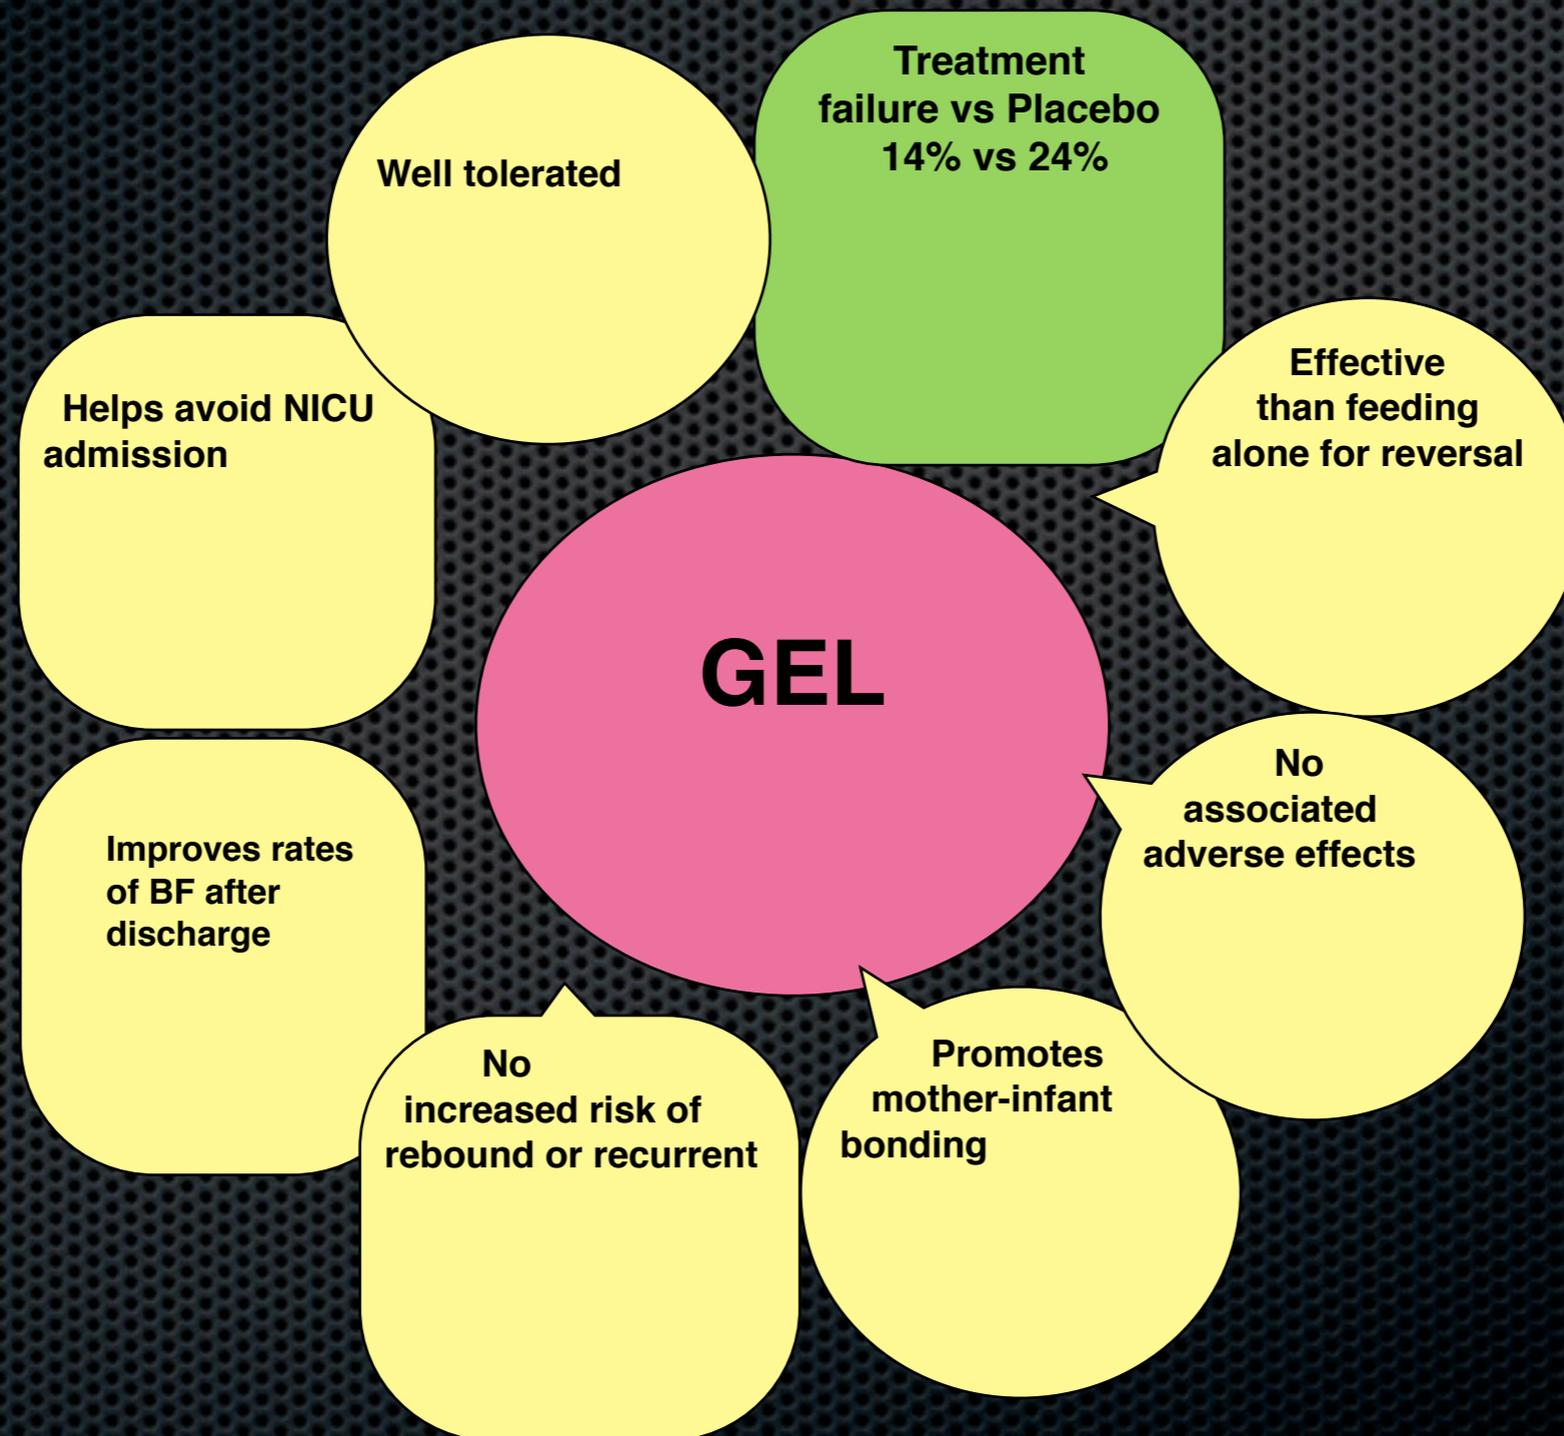 Treatment
failure vs Placebo
14% vs 24%
Well tolerated
Effective
than feeding
alone for reversal
Helps avoid NICU
admission
GEL
No
associated
adverse effects
Improves rates
of BF after
discharge
No
increased risk of
rebound or recurrent
Promotes
mother-infant
bonding